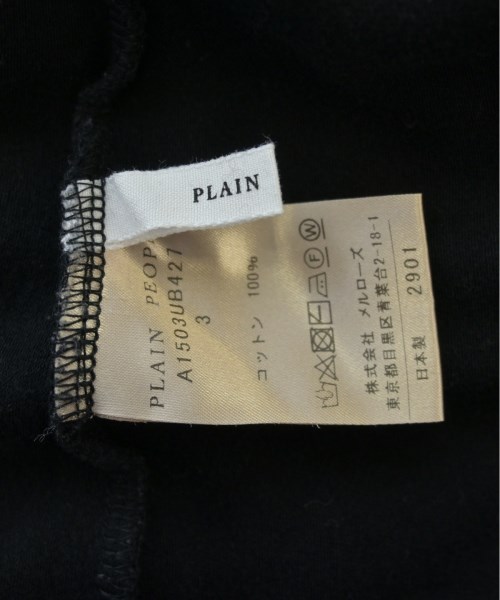 PLAIN
PLAIN PEOP
A1503UB427
3
コットン 100%
株式会社 メルローズ
東京都目黒区青葉台2-18-1
日本製 2901